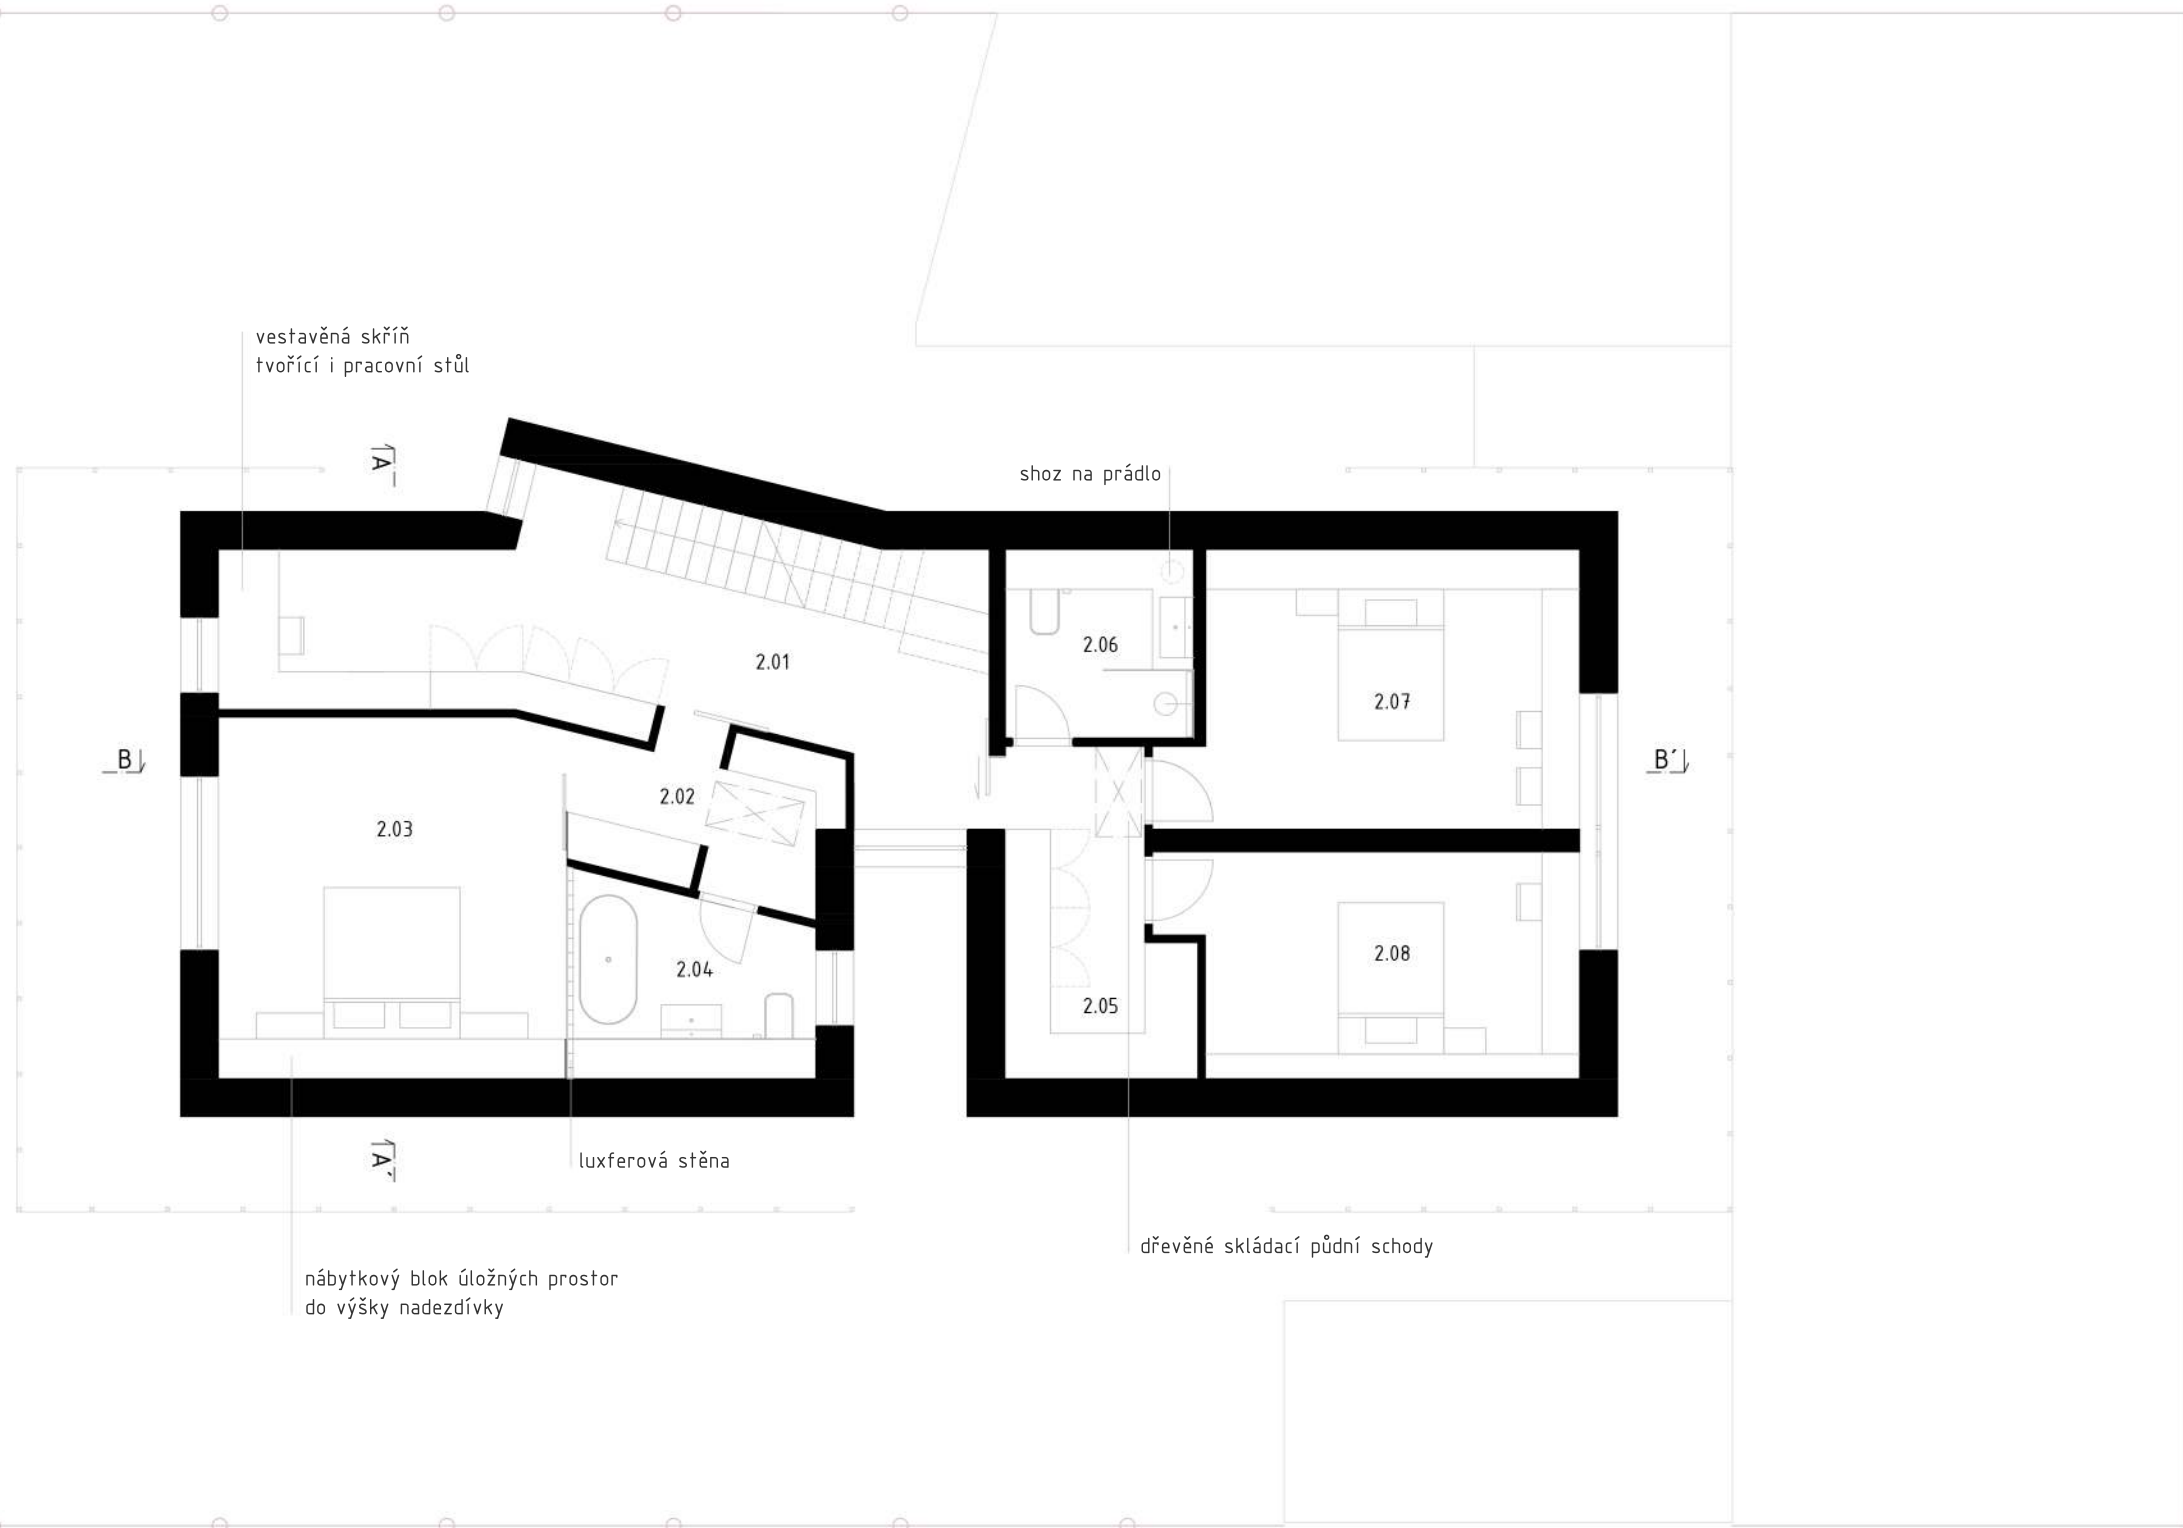 vestavěná skříň
tvořící i pracovní stůl
A
shoz na prádlo
2.06
2.01
2.07
B
B´
2.02
2.03
2.08
2.04
2.05
A´
luxferová stěna
dřevěné skládací půdní schody
nábytkový blok úložných prostor
do výšky nadezdívky